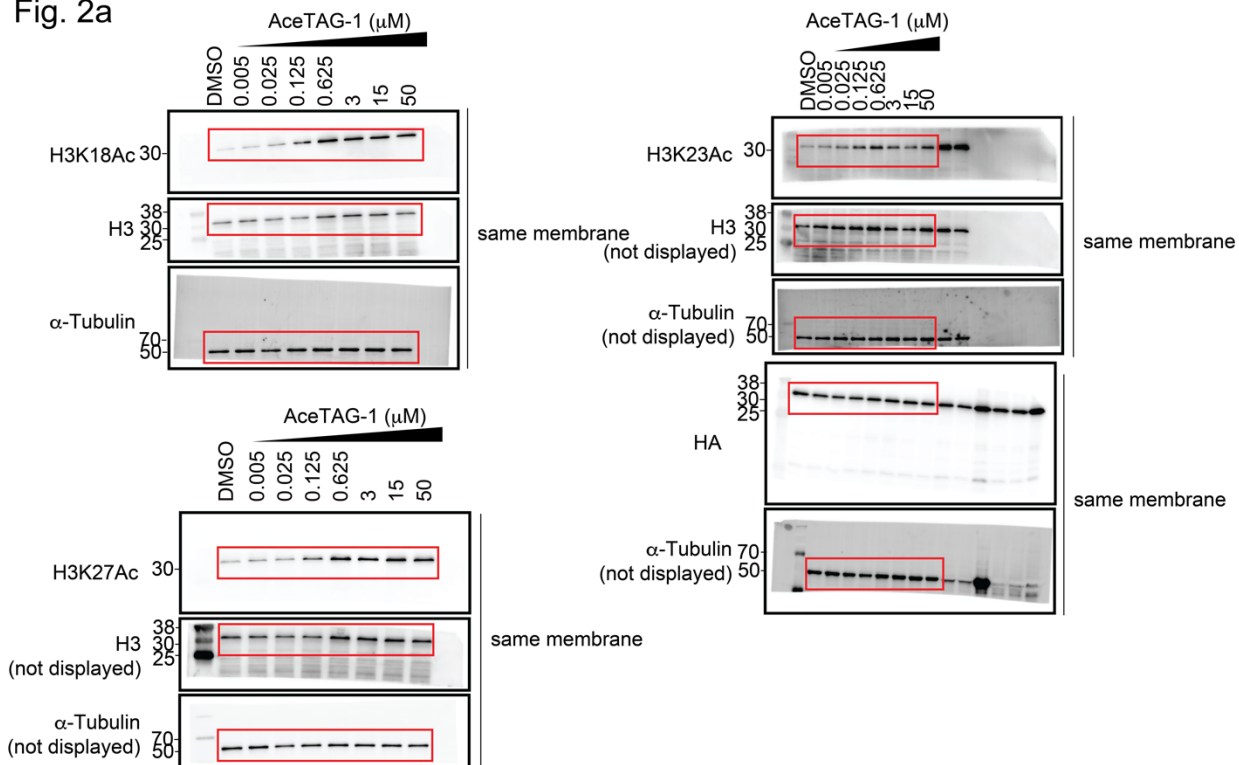 Fig. 2a
AceTAG-1 (μM)
DMSO
0.005
0.025
0.125
0.625
3
15
50
H3K18Ac 30-
H3
38-
30-
25-
α-Tubulin
70-
50-
same membrane
AceTAG-1 (μM)
DMSO
0.005
0.025
0.125
0.625
3
15
50
H3K27Ac 30-
H3
(not displayed)
38-
30-
25-
α-Tubulin
(not displayed)
70-
50-
same membrane
AceTAG-1 (μM)
DMSO
0.005
0.025
0.125
0.625
3
15
50
H3K23Ac 30-
H3
(not displayed)
38-
30-
25-
α-Tubulin
(not displayed)
70-
50-
same membrane
HA
38-
30-
25-
α-Tubulin
(not displayed)
70-
50-
same membrane